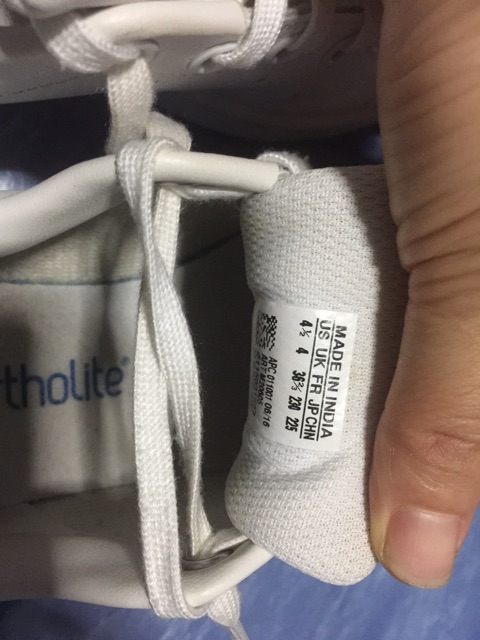 MADE IN INDIA
US UK FR JP CHN
4½ 4 36⅔ 230 225
APC 011001 06/16
tholite®